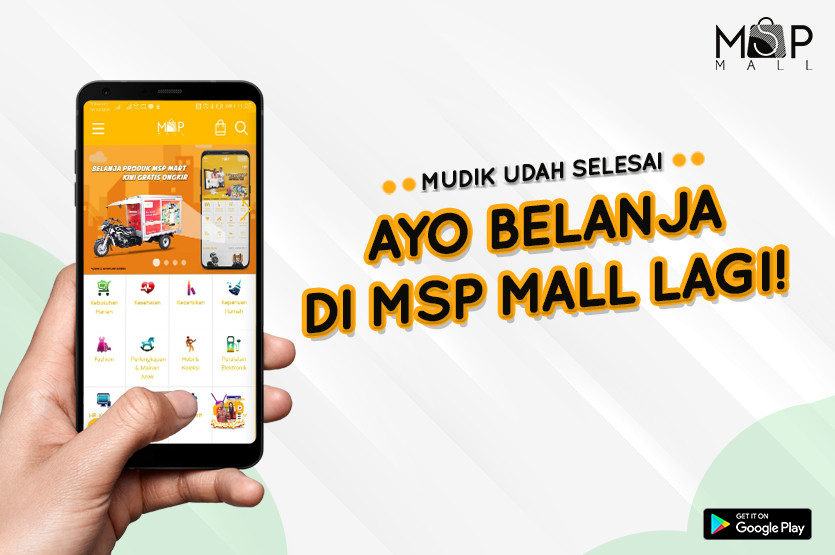 MSP
MALL
MUDIK UDAH SELESAI
AYO BELANJA
DI MSP MALL LAGI!
MSP
BELANJA PRODUK MSP MART
KINI GRATIS ONGKIR
Kebutuhan
Harian
Kesehatan
Kecantikan
Keperluan
Rumah
Fashion
Perlengkapan
& Mainan
Anak
Hobi &
Koleksi
Peralatan
Elektronik
GET IT ON
Google Play